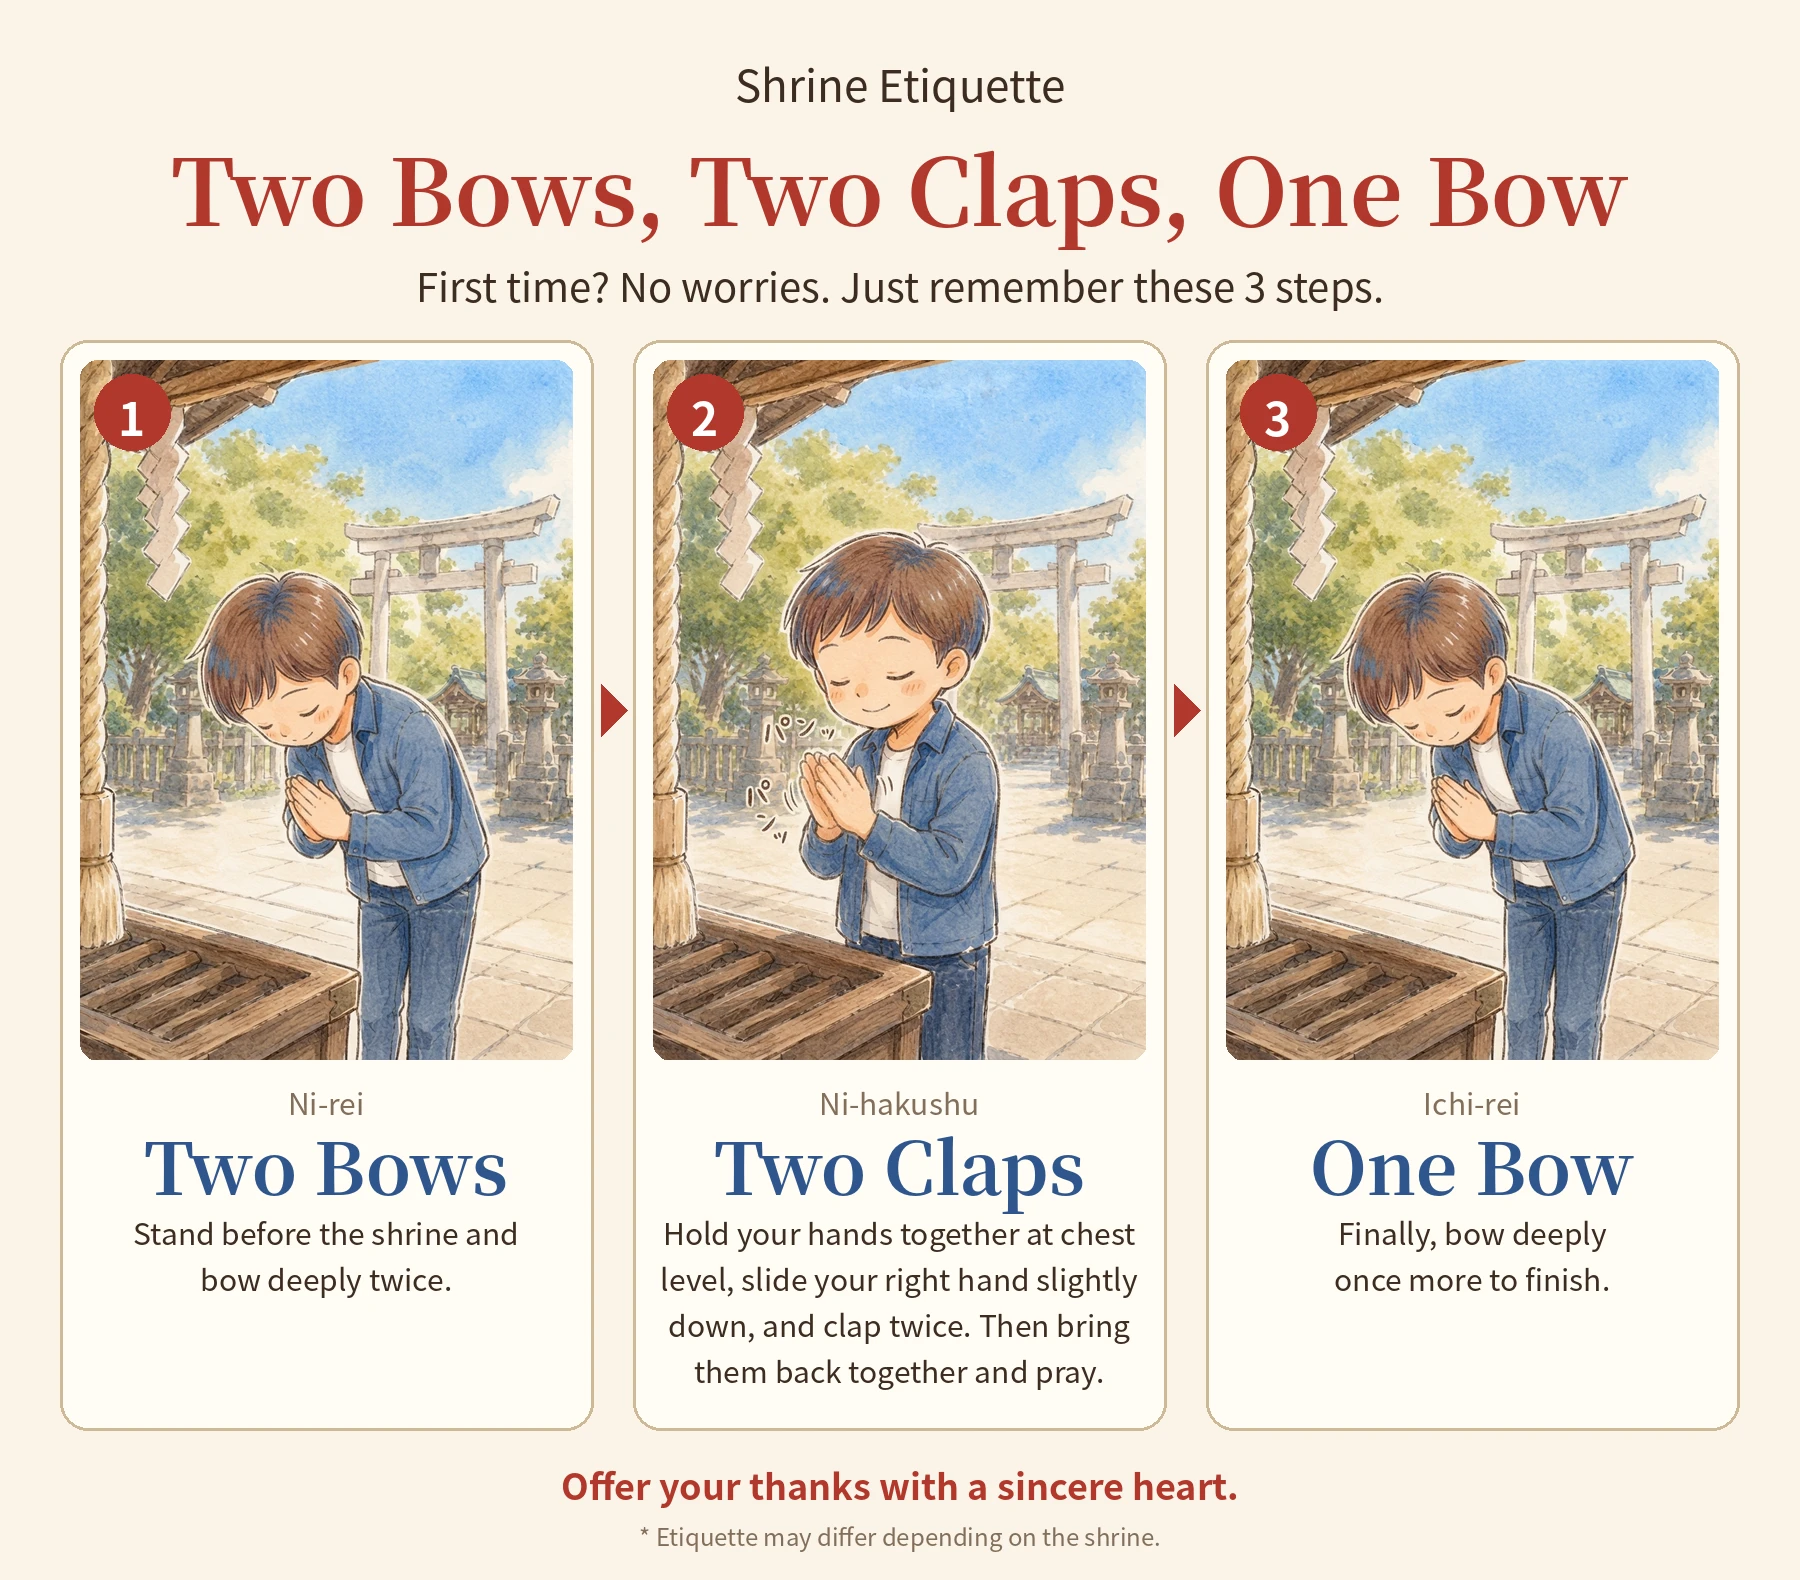 Shrine Etiquette
Two Bows, Two Claps, One Bow
First time? No worries. Just remember these 3 steps.
1
Ni-rei
Two Bows
Stand before the shrine and
bow deeply twice.
2
パンッ
パンッ
Ni-hakushu
Two Claps
Hold your hands together at chest
level, slide your right hand slightly
down, and clap twice. Then bring
them back together and pray.
3
Ichi-rei
One Bow
Finally, bow deeply
once more to finish.
Offer your thanks with a sincere heart.
* Etiquette may differ depending on the shrine.